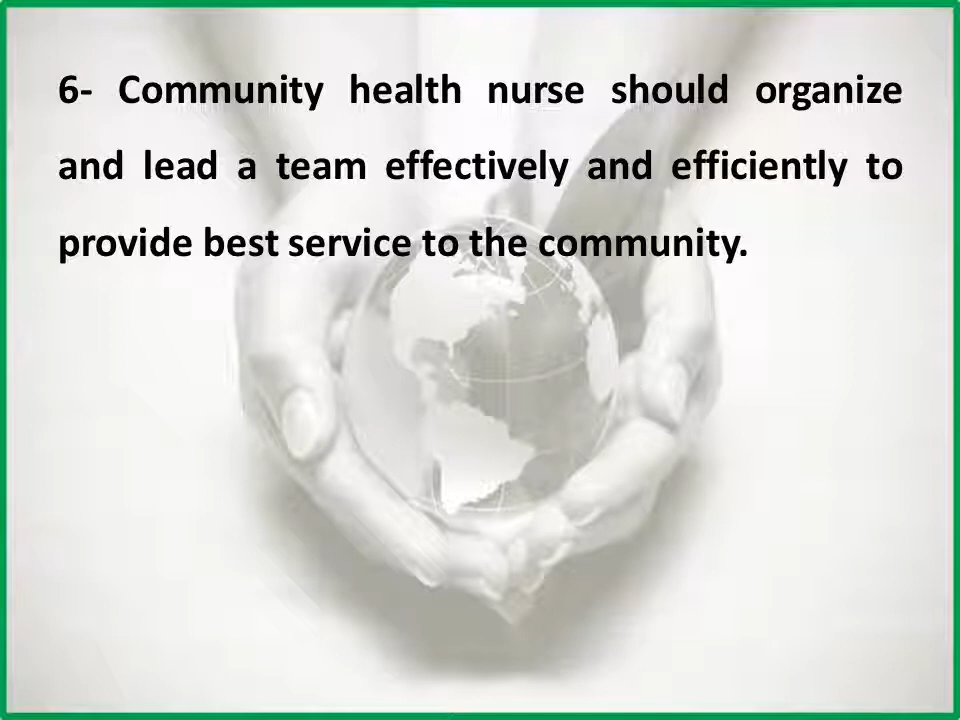 6- Community health nurse should organize
and lead a team effectively and efficiently to
provide best service to the community.